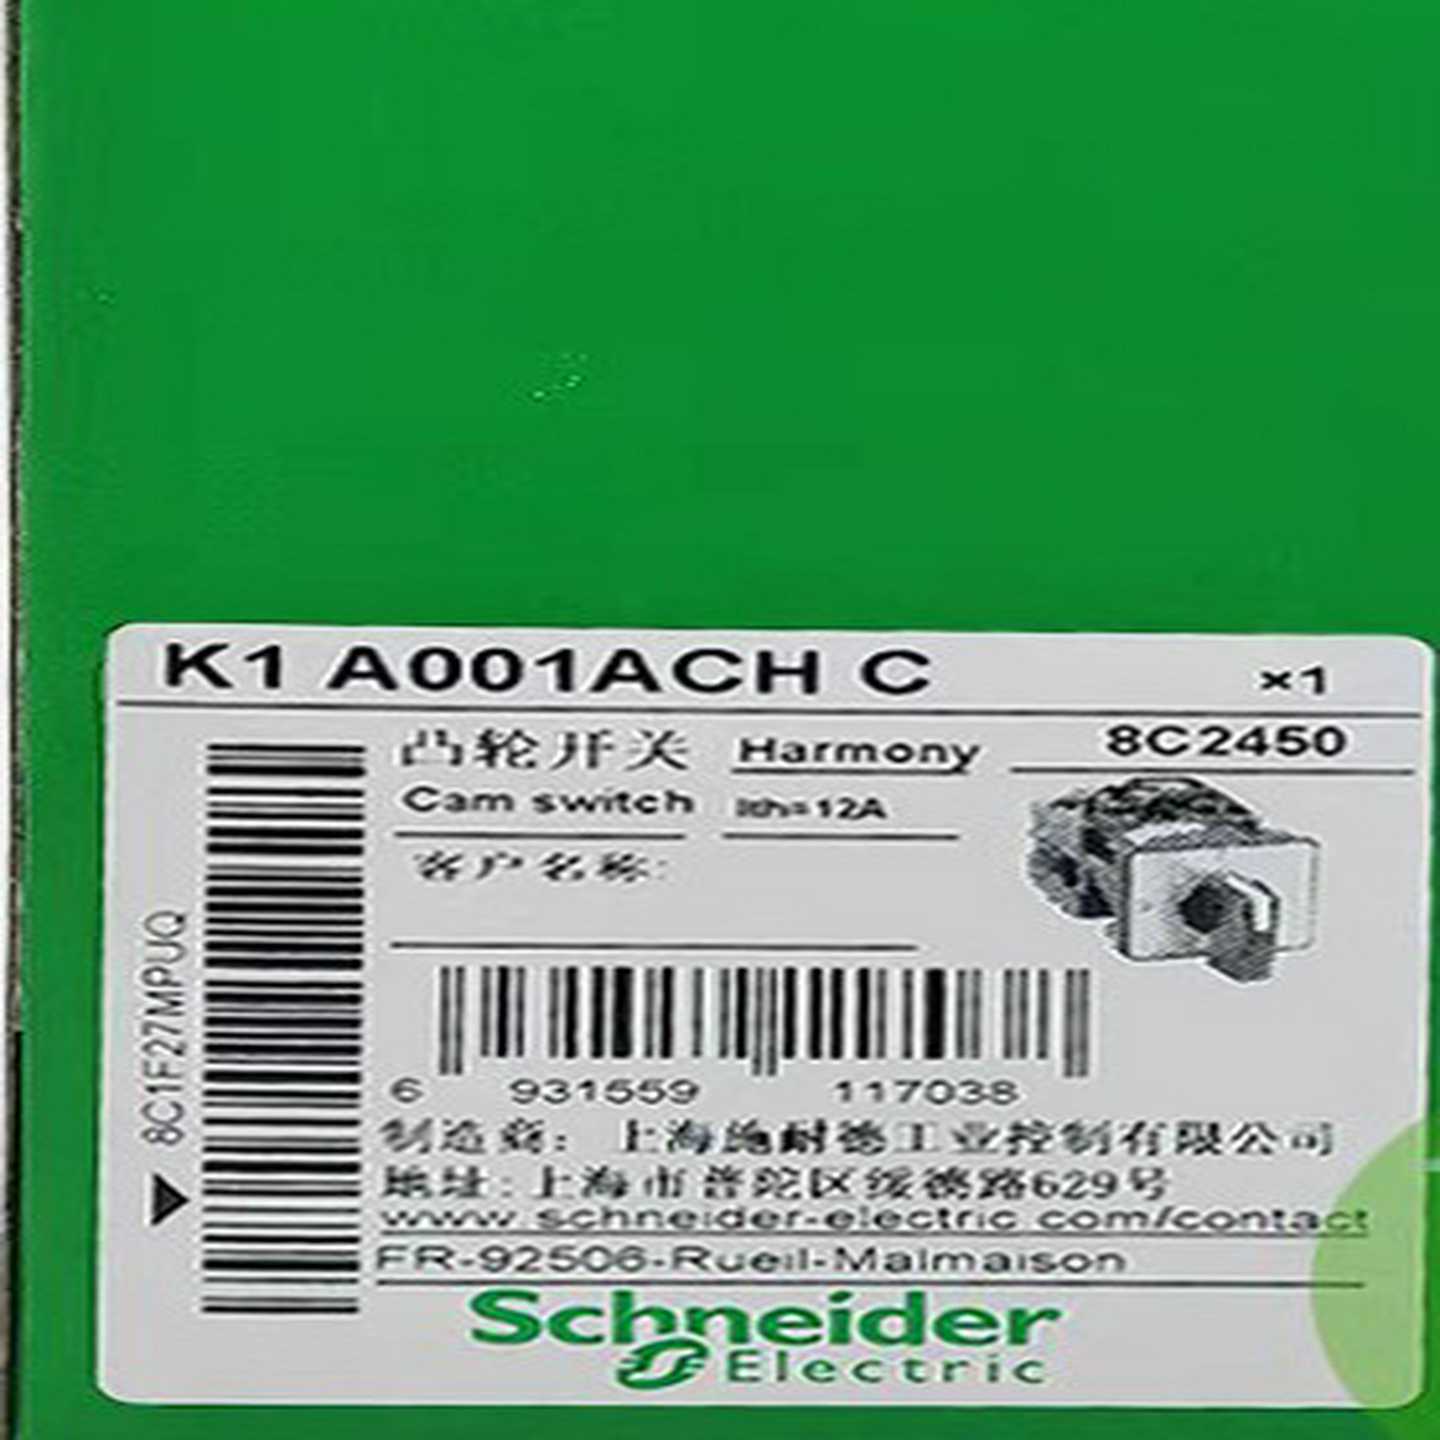 K1 A001ACH C ×1
凸轮开关 Harmony 8C2450
Cam switch Ith=12A
客户名称:
8C1F27MPUQ
6 931559 117038
制造商: 上海施耐德工业控制有限公司
地址: 上海市普陀区绥德路629号
www.schneider-electric.com/contact
FR-92506-Rueil-Malmaison
Schneider
Electric